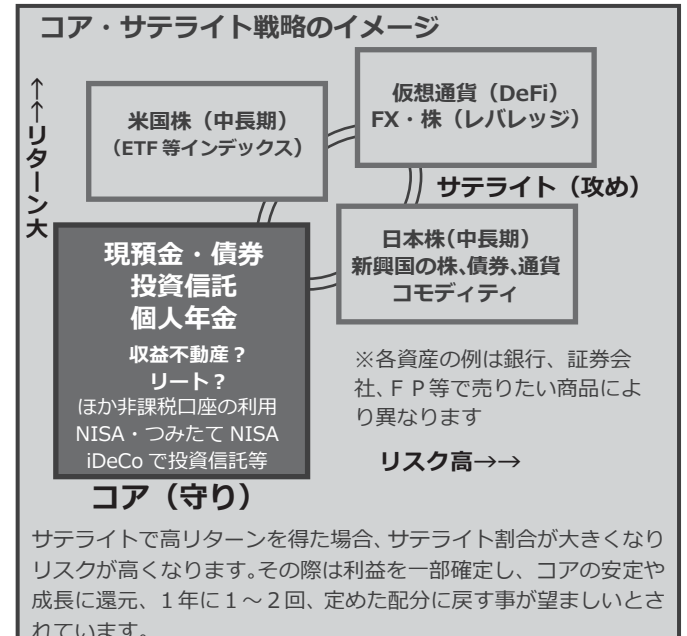 コア・サテライト戦略のイメージ
↑↑リターン大
米国株（中長期）
（ETF 等インデックス）
仮想通貨（DeFi）
FX・株（レバレッジ）
サテライト（攻め）
日本株（中長期）
新興国の株、債券、通貨
コモディティ
現預金・債券
投資信託
個人年金
収益不動産？
リート？
ほか非課税口座の利用
NISA・つみたて NISA
iDeCo で投資信託等
コア（守り）
※各資産の例は銀行、証券会
社、ＦＰ等で売りたい商品によ
り異なります
リスク高→→
サテライトで高リターンを得た場合、サテライト割合が大きくなり
リスクが高くなります。その際は利益を一部確定し、コアの安定や
成長に還元、１年に１～２回、定めた配分に戻す事が望ましいとさ
れています。